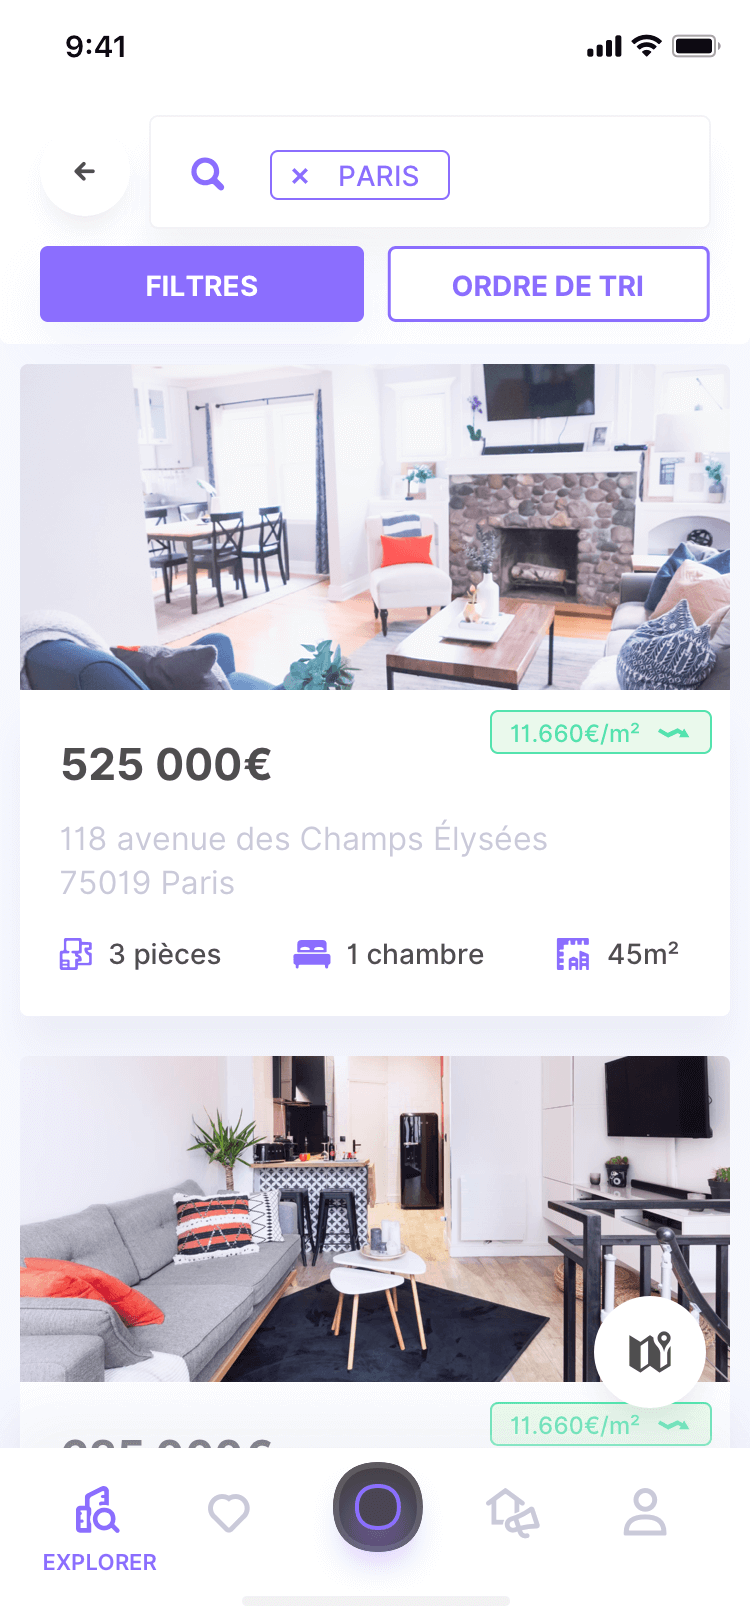 9:41
PARIS
FILTRES
ORDRE DE TRI
11.660€/m²
525 000€
118 avenue des Champs Élysées
75019 Paris
3 pièces
1 chambre
45m²
11.660€/m²
EXPLORER